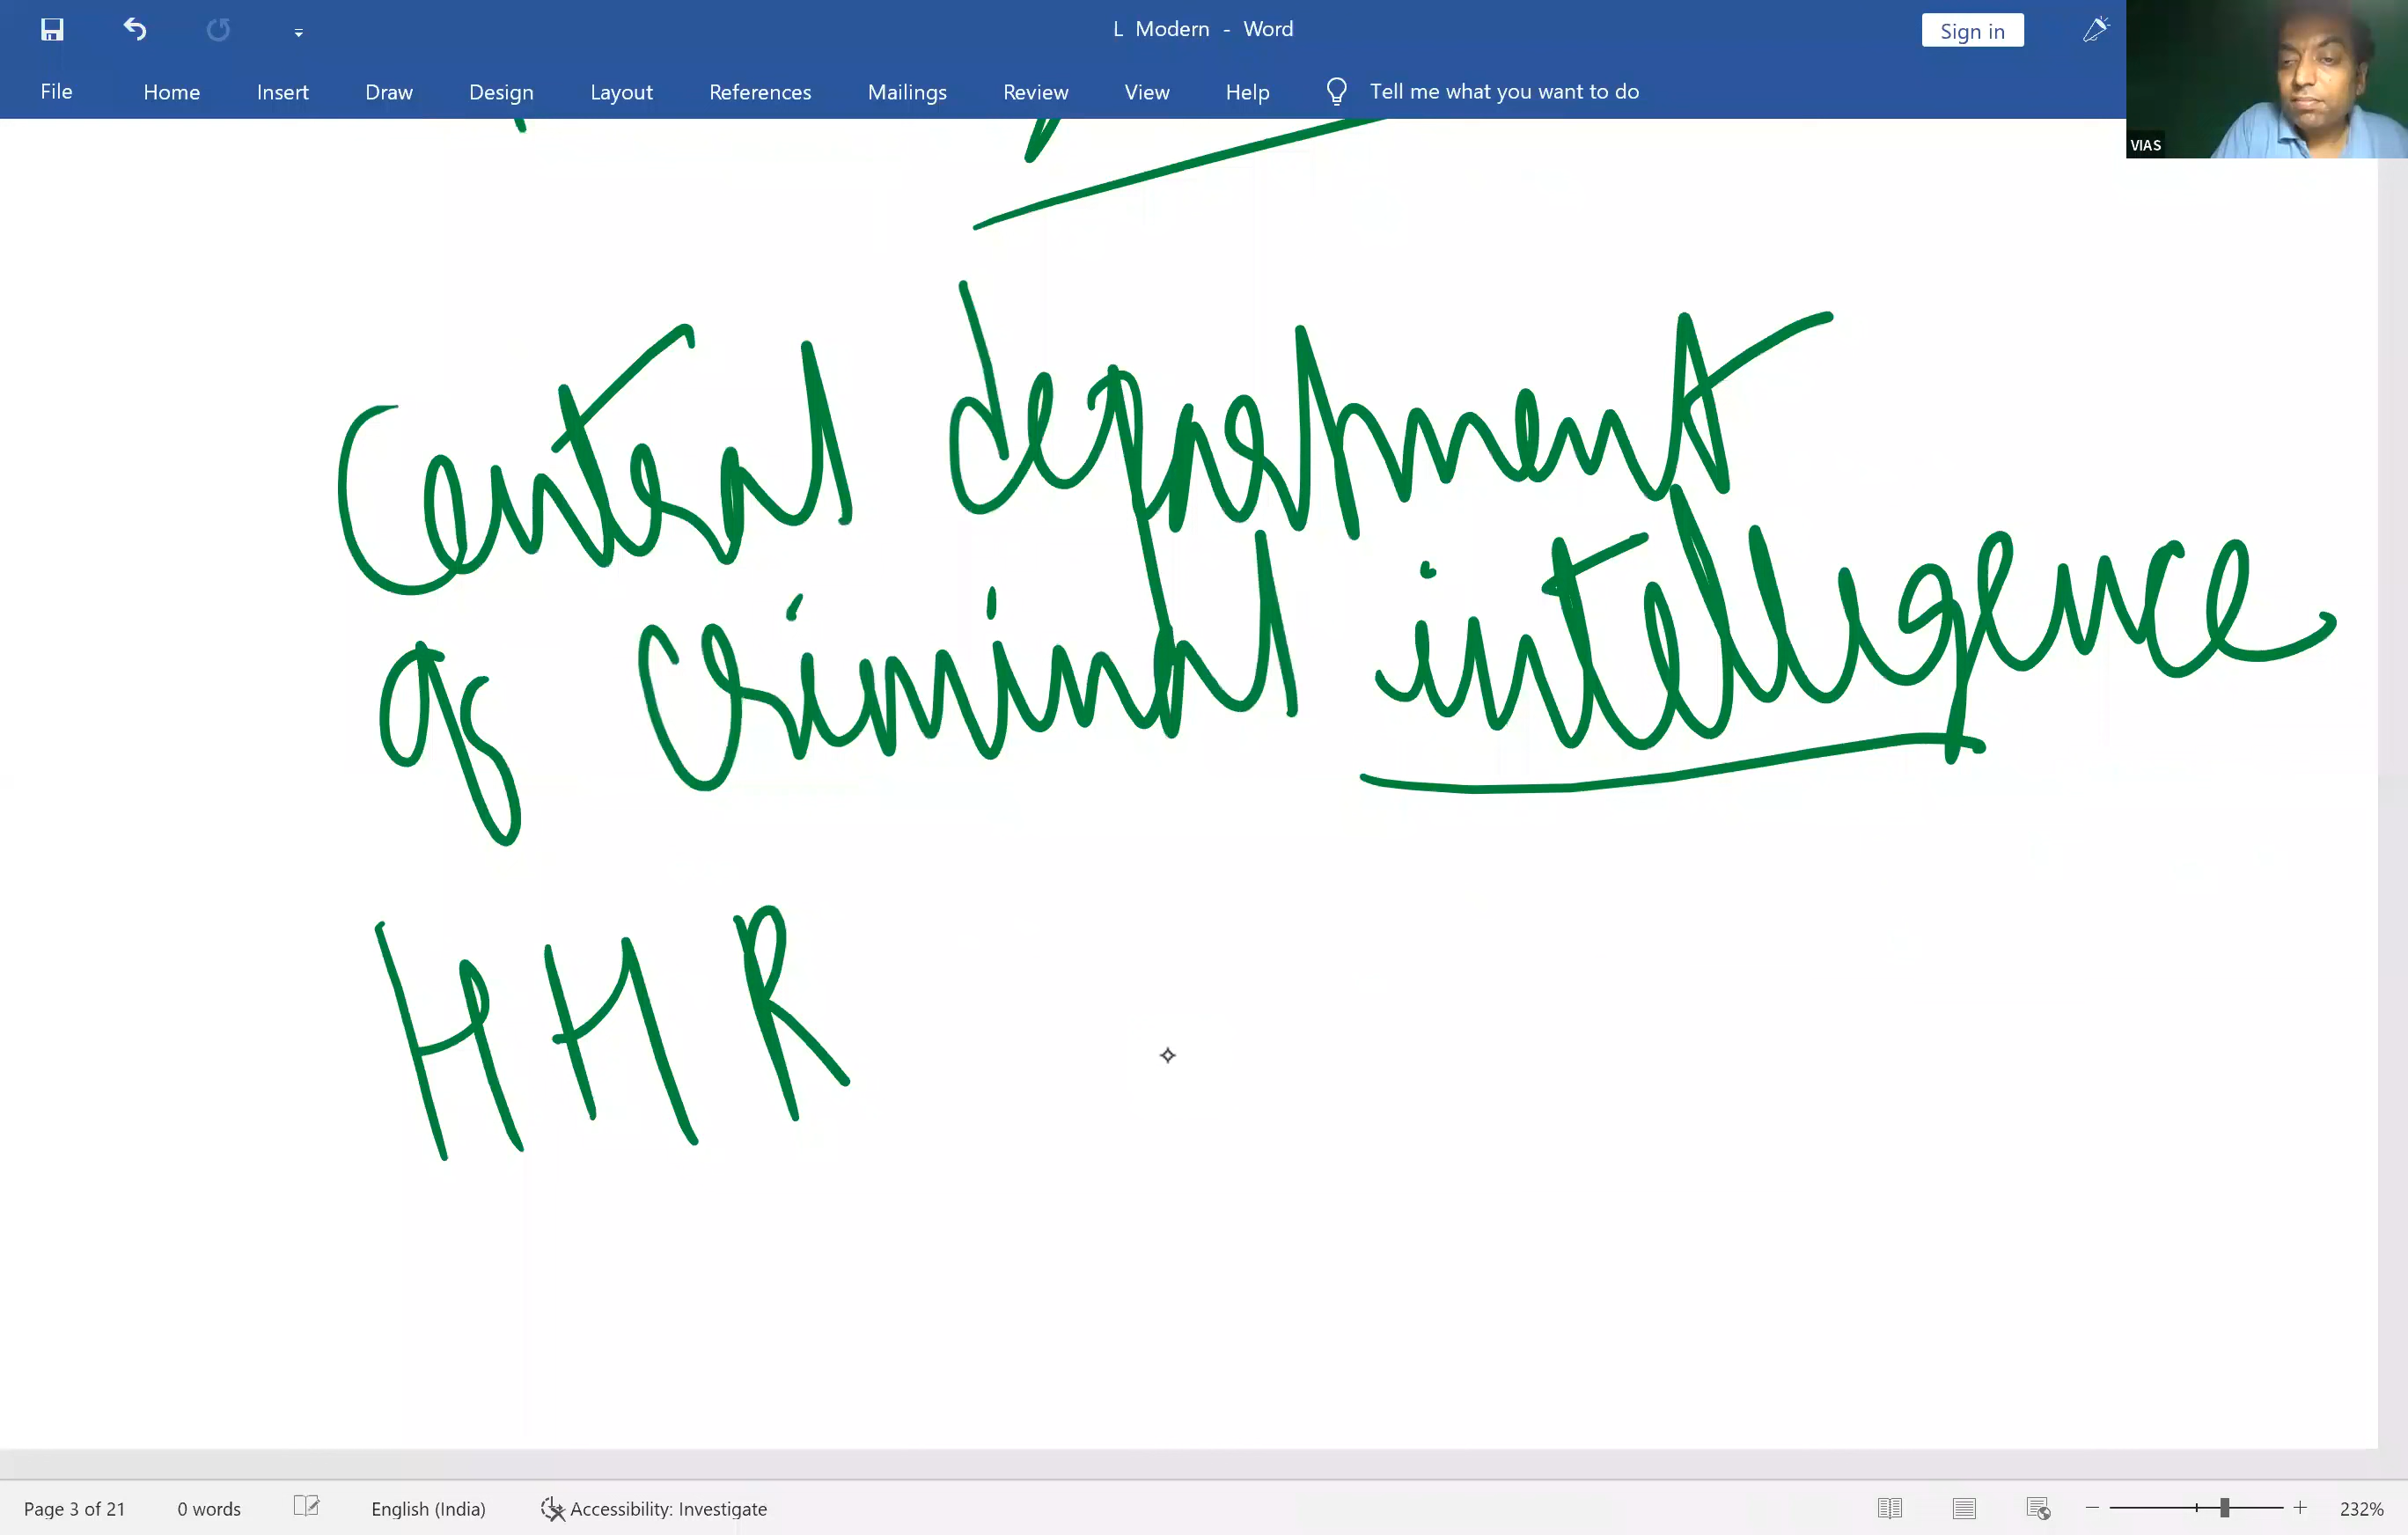 L Modern - Word
Sign in
File Home Insert Draw Design Layout References Mailings Review View Help Tell me what you want to do
VIAS
Central department
of Criminal intelligence
HHR
Page 3 of 21 0 words English (India) Accessibility: Investigate 232%